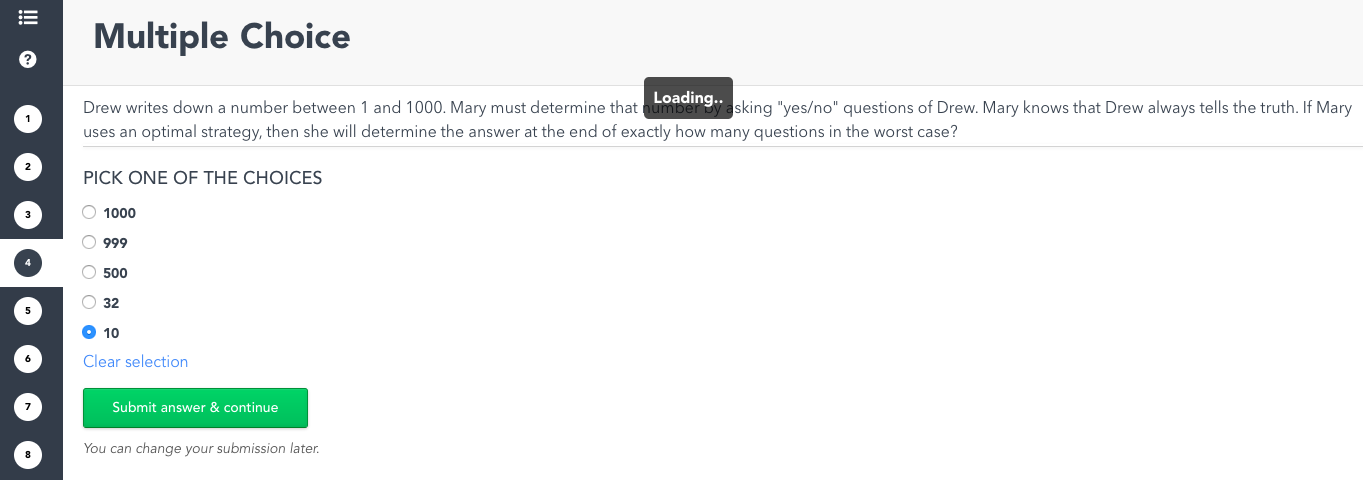 Multiple Choice
Loading..
Drew writes down a number between 1 and 1000. Mary must determine that number by asking "yes/no" questions of Drew. Mary knows that Drew always tells the truth. If Mary
uses an optimal strategy, then she will determine the answer at the end of exactly how many questions in the worst case?
PICK ONE OF THE CHOICES
1000
999
500
32
10
Clear selection
Submit answer & continue
You can change your submission later.
?
1
2
3
4
5
6
7
8